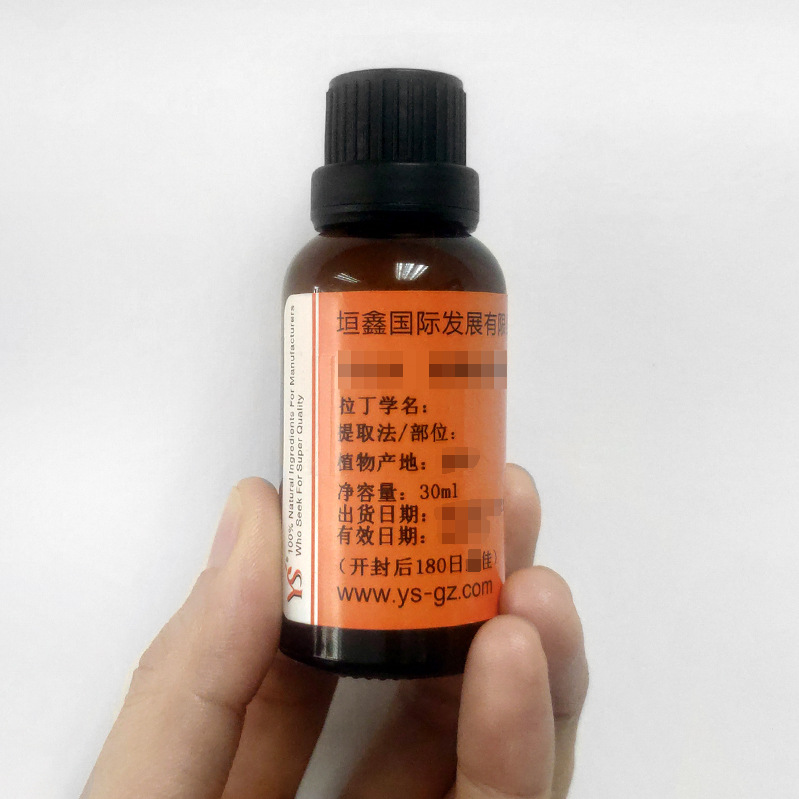 垣鑫国际发展有限
拉丁学名：
提取法/部位：
植物产地：
净容量：30ml
出货日期：
有效日期：
（开封后180日 佳）
www.ys-gz.com
YS®
100% Natural Ingredients For Manufacturers
Who Seek For Super Quality